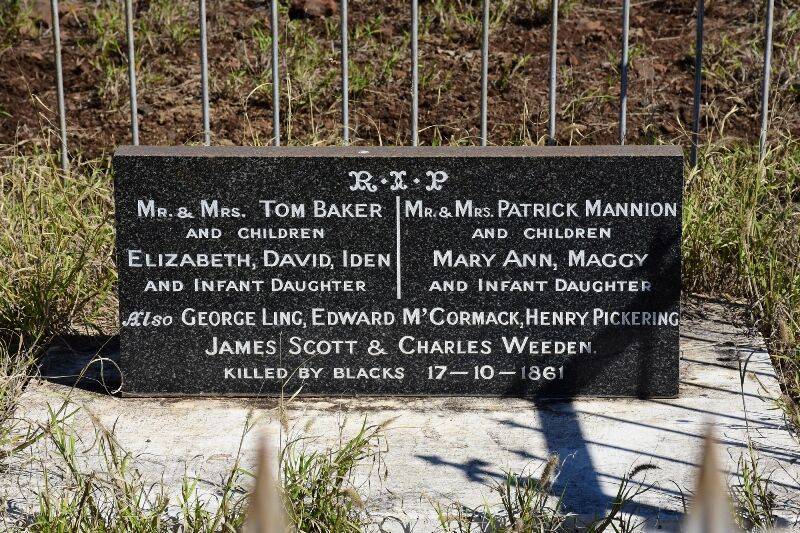 R·I·P
MR. & MRS. TOM BAKER
AND CHILDREN
ELIZABETH, DAVID, IDEN
AND INFANT DAUGHTER
MR. & MRS. PATRICK MANNION
AND CHILDREN
MARY ANN, MAGGY
AND INFANT DAUGHTER
Also GEORGE LING, EDWARD M'CORMACK, HENRY PICKERING
JAMES SCOTT & CHARLES WEEDEN.
KILLED BY BLACKS 17-10-1861